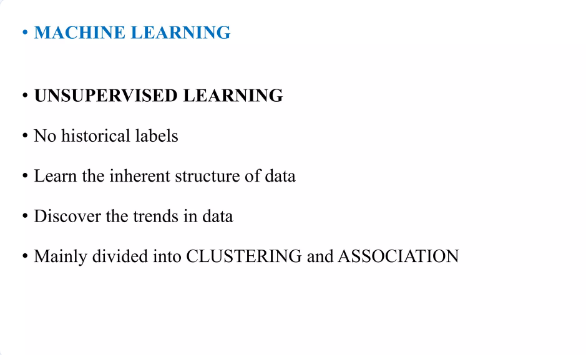 • MACHINE LEARNING
• UNSUPERVISED LEARNING
• No historical labels
• Learn the inherent structure of data
• Discover the trends in data
• Mainly divided into CLUSTERING and ASSOCIATION